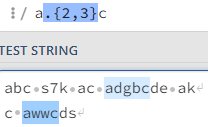 / a.{2,3}c
TEST STRING
abc·s7k·ac·adgbcde·ak↵
c·awwcds↵